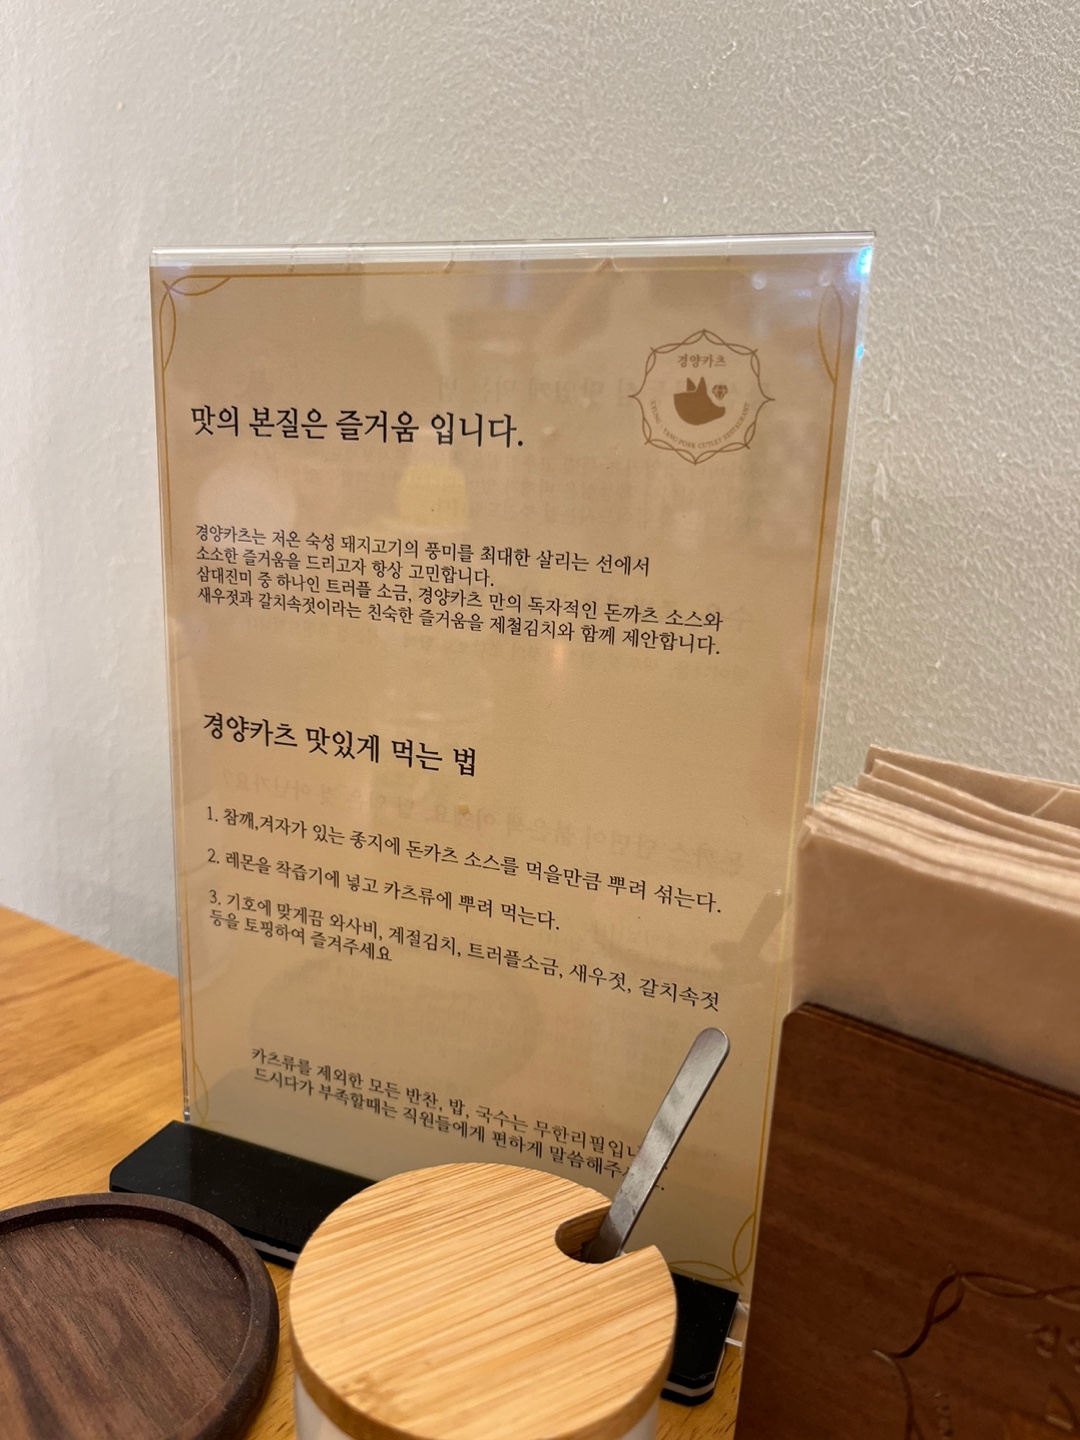 경양카츠
맛의 본질은 즐거움 입니다.
경양카츠는 저온 숙성 돼지고기의 풍미를 최대한 살리는 선에서
소소한 즐거움을 드리고자 항상 고민합니다.
삼대진미 중 하나인 트러플 소금, 경양카츠 만의 독자적인 돈까츠 소스와
새우젓과 갈치속젓이라는 친숙한 즐거움을 제철김치와 함께 제안합니다.
경양카츠 맛있게 먹는 법
1. 참깨,겨자가 있는 종지에 돈카츠 소스를 먹을만큼 뿌려 섞는다.
2. 레몬을 착즙기에 넣고 카츠류에 뿌려 먹는다.
3. 기호에 맞게끔 와사비, 계절김치, 트러플소금, 새우젓, 갈치속젓
등을 토핑하여 즐겨주세요
카츠류를 제외한 모든 반찬, 밥, 국수는 무한리필입니
드시다가 부족할때는 직원들에게 편하게 말씀해주